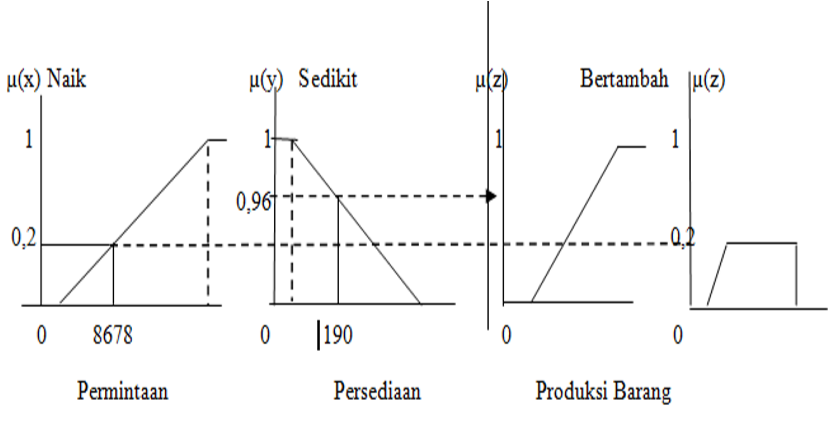 μ(x) Naik
μ(y) Sedikit
μ(z) Bertambah
μ(z)
1
1
1
1
0,96
0,2
0,2
0 8678
0 190
0
0
Permintaan
Persediaan
Produksi Barang